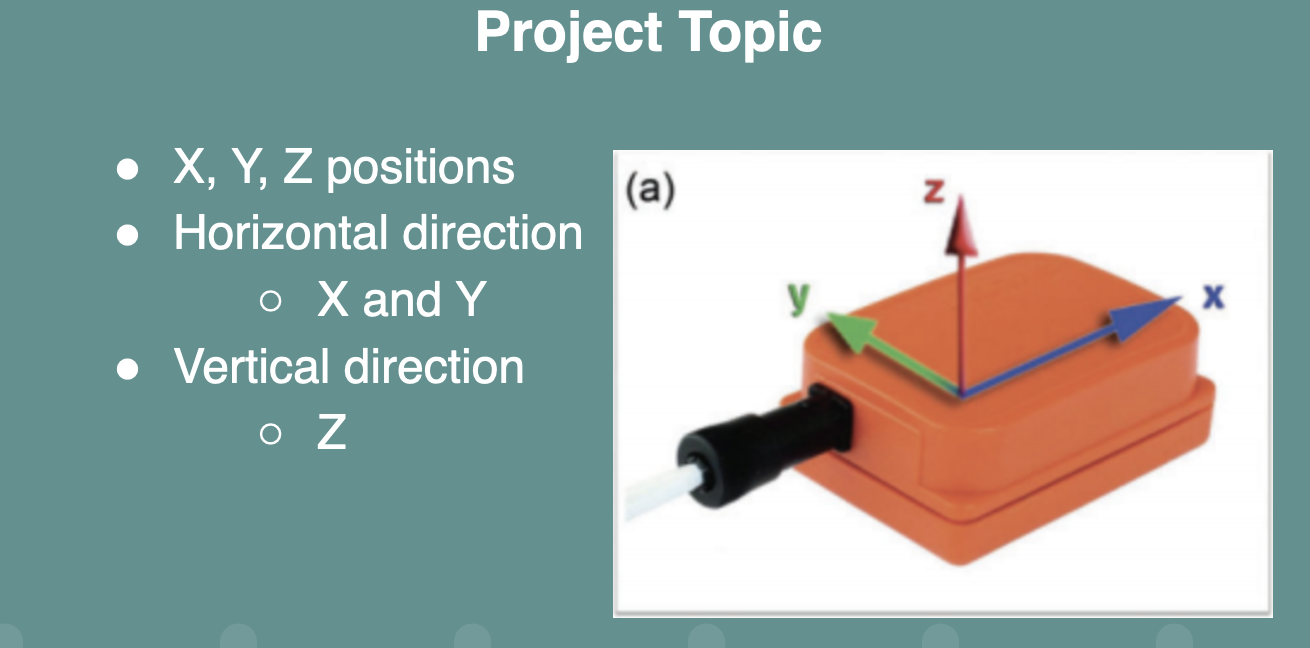 Project Topic
● X, Y, Z positions
● Horizontal direction
○ X and Y
● Vertical direction
○ Z
(a)
z
y
x